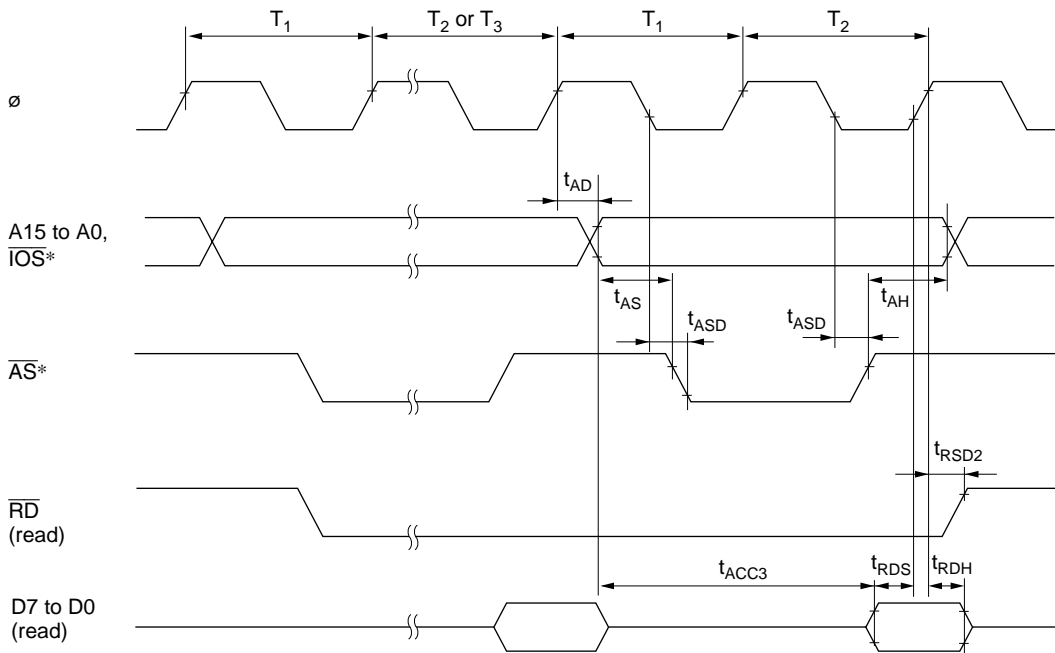 T1 T2 or T3 T1 T2
ø
tAD
A15 to A0,
IOS*
tAS tAH
tASD tASD
AS*
tRSD2
RD
(read)
tACC3 tRDS tRDH
D7 to D0
(read)